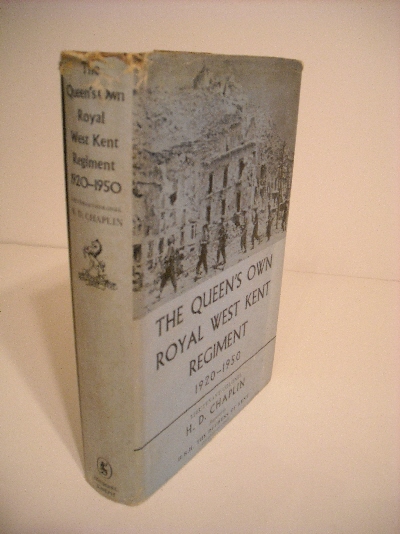 The
Queen's Own
Royal
West Kent
Regiment
1920-1950
H. D. CHAPLIN
THE QUEEN'S OWN
ROYAL WEST KENT
REGIMENT
1920-1950
H. D. CHAPLIN